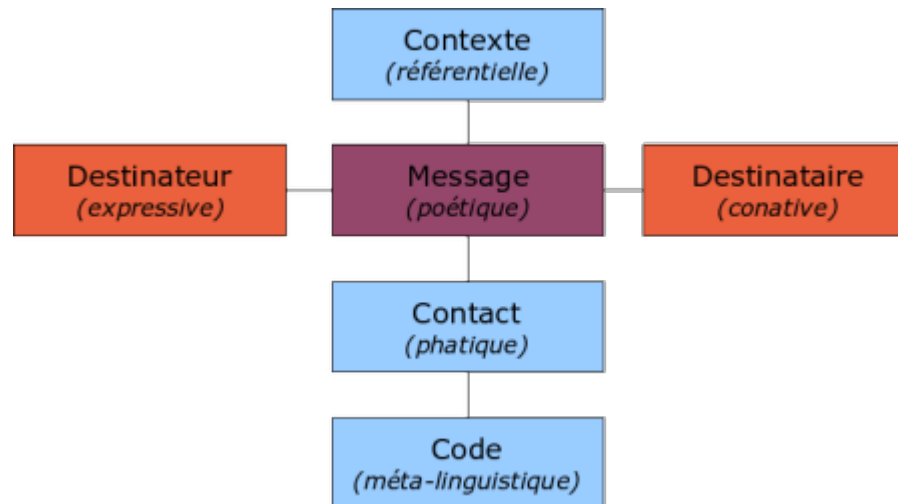 Contexte
(référentielle)
Destinateur
(expressive)
Message
(poétique)
Destinataire
(conative)
Contact
(phatique)
Code
(méta-linguistique)